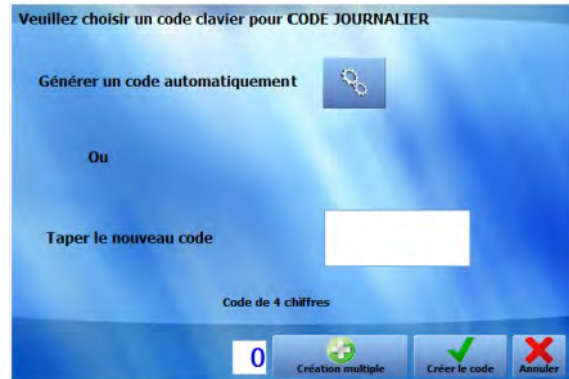 Veuillez choisir un code clavier pour CODE JOURNALIER
Générer un code automatiquement
Ou
Taper le nouveau code
Code de 4 chiffres
0
Création multiple
Créer le code
Annuler